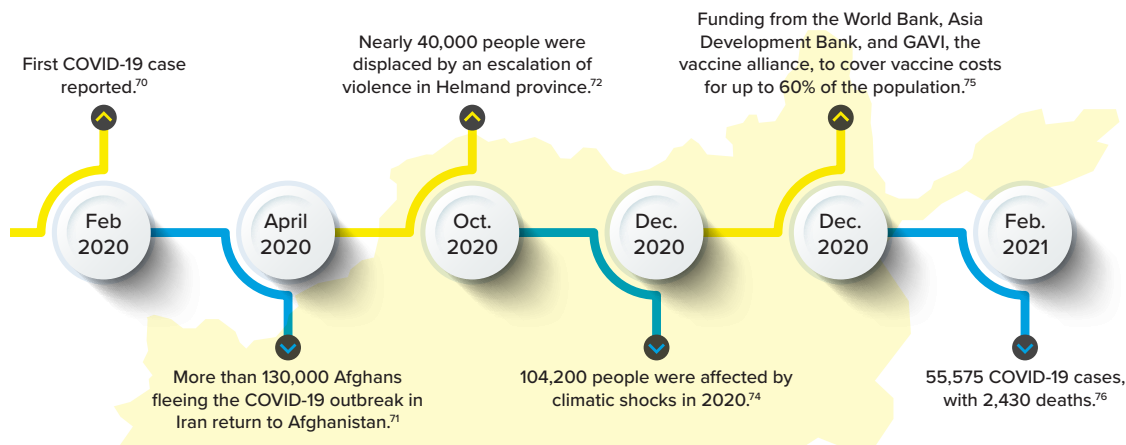 First COVID-19 case
reported.70
Nearly 40,000 people were
displaced by an escalation of
violence in Helmand province.72
Funding from the World Bank, Asia
Development Bank, and GAVI, the
vaccine alliance, to cover vaccine costs
for up to 60% of the population.75
Feb
2020
April
2020
Oct.
2020
Dec.
2020
Dec.
2020
Feb.
2021
More than 130,000 Afghans
fleeing the COVID-19 outbreak in
Iran return to Afghanistan.71
104,200 people were affected by
climatic shocks in 2020.74
55,575 COVID-19 cases,
with 2,430 deaths.76